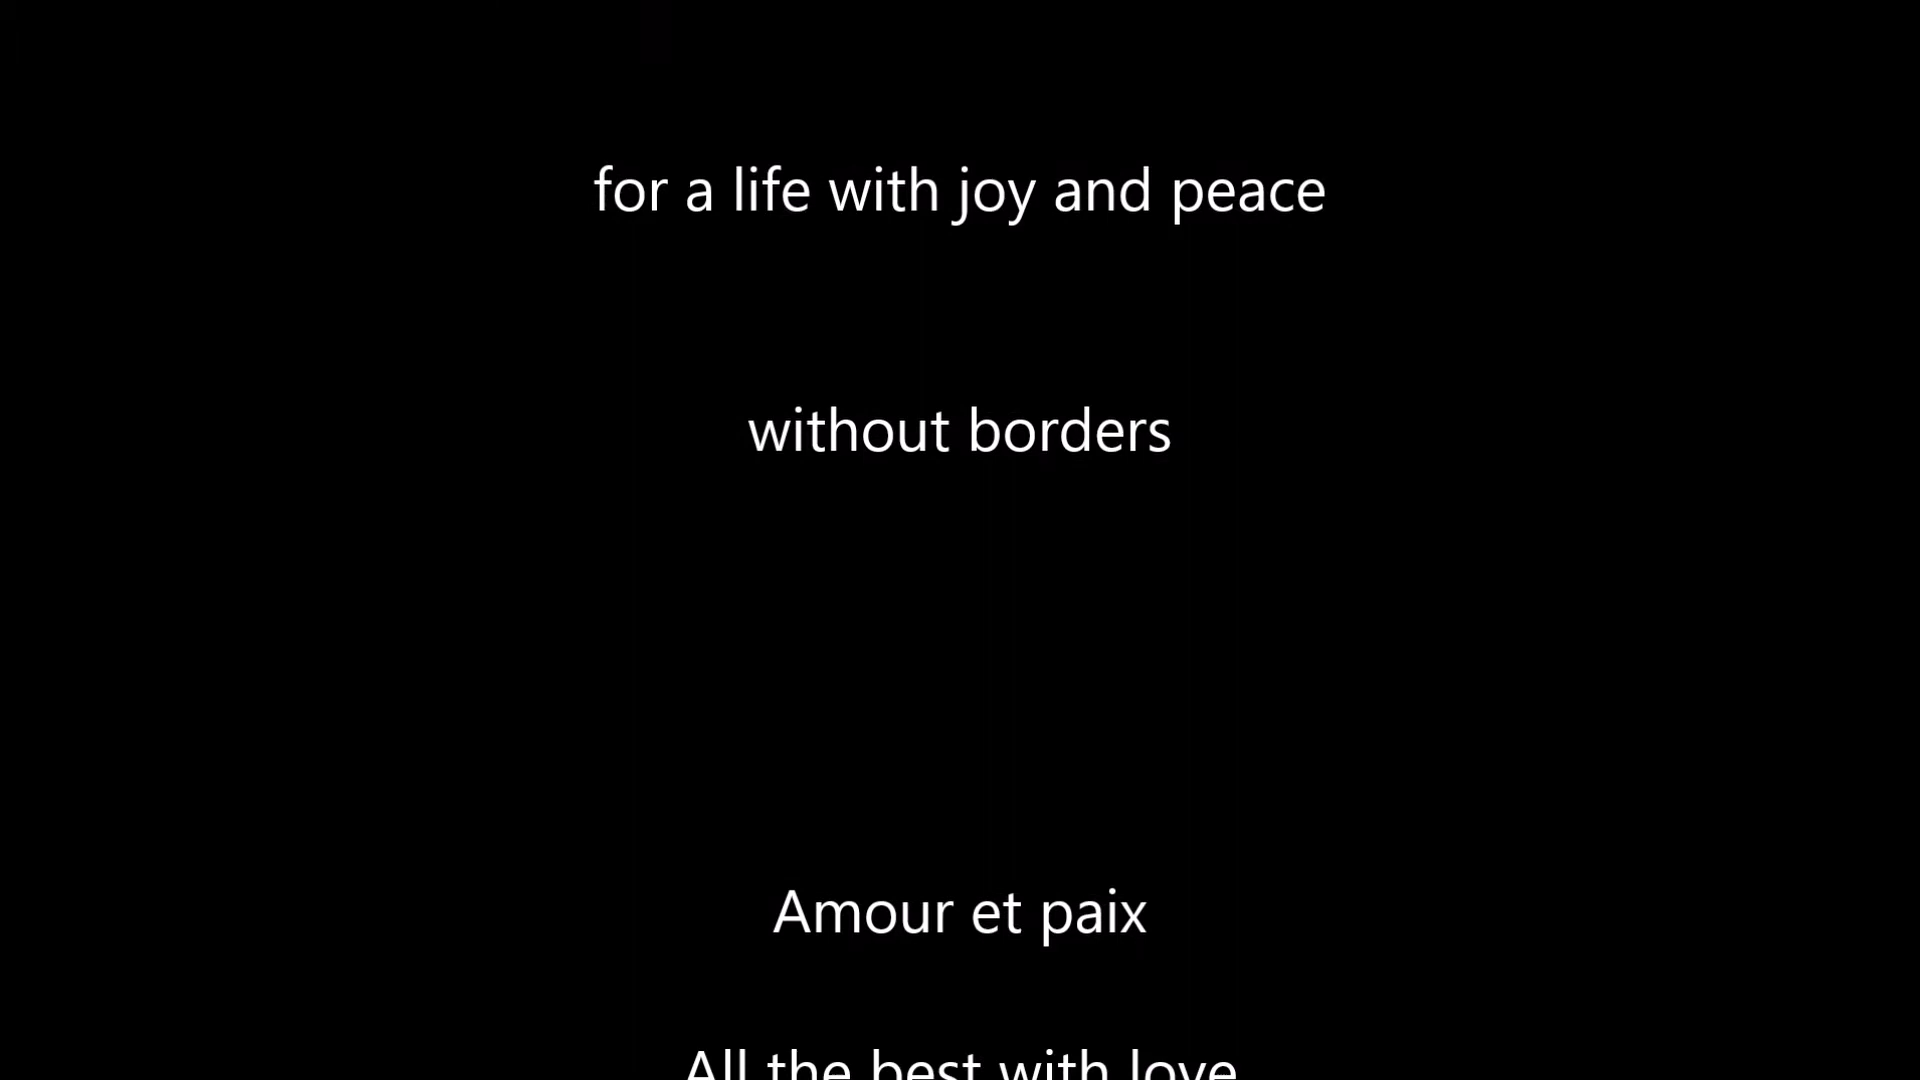 for a life with joy and peace
without borders
Amour et paix
All the best with love